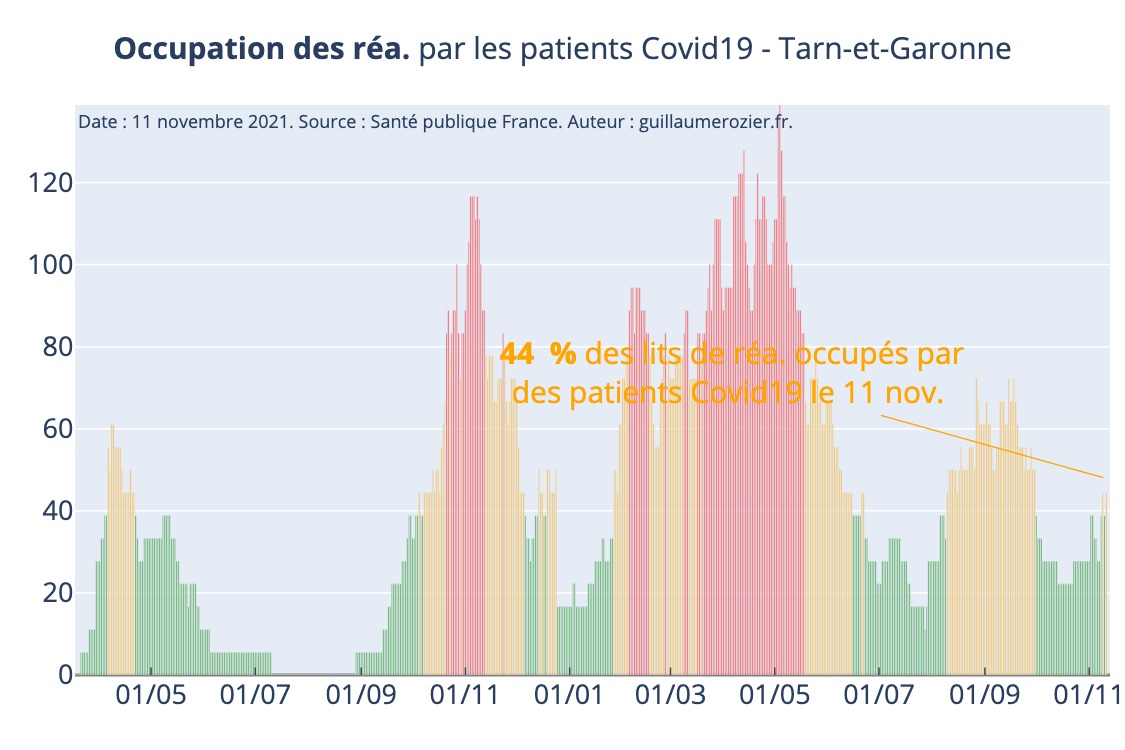 Occupation des réa. par les patients Covid19 - Tarn-et-Garonne
Date : 11 novembre 2021. Source : Santé publique France. Auteur : guillaumerozier.fr.
120
100
80
60
40
20
0
44 % des lits de réa. occupés par
des patients Covid19 le 11 nov.
01/05 01/07 01/09 01/11 01/01 01/03 01/05 01/07 01/09 01/11